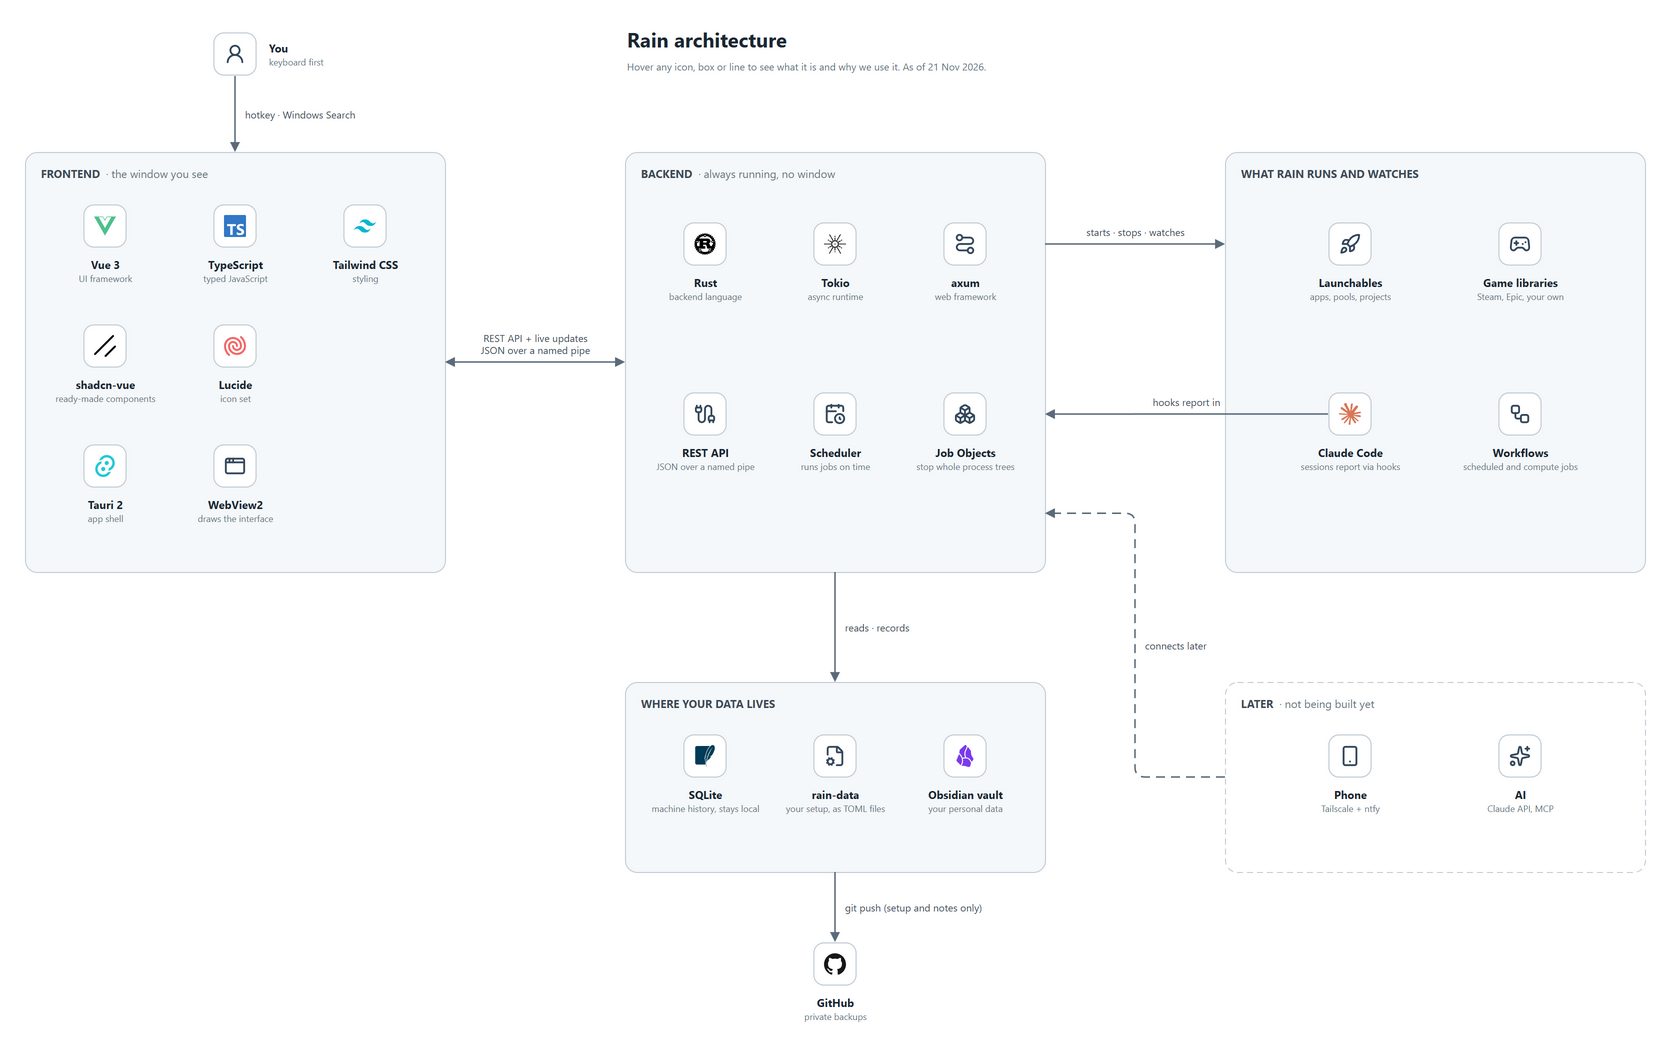 You
keyboard first
Rain architecture
Hover any icon, box or line to see what it is and why we use it. As of 21 Nov 2026.
hotkey · Windows Search
FRONTEND · the window you see
Vue 3
UI framework
TypeScript
typed JavaScript
Tailwind CSS
styling
shadcn-vue
ready-made components
Lucide
icon set
Tauri 2
app shell
WebView2
draws the interface
REST API + live updates
JSON over a named pipe
BACKEND · always running, no window
Rust
backend language
Tokio
async runtime
axum
web framework
REST API
JSON over a named pipe
Scheduler
runs jobs on time
Job Objects
stop whole process trees
starts · stops · watches
hooks report in
WHAT RAIN RUNS AND WATCHES
Launchables
apps, pools, projects
Game libraries
Steam, Epic, your own
Claude Code
sessions report via hooks
Workflows
scheduled and compute jobs
reads · records
connects later
WHERE YOUR DATA LIVES
SQLite
machine history, stays local
rain-data
your setup, as TOML files
Obsidian vault
your personal data
LATER · not being built yet
Phone
Tailscale + ntfy
AI
Claude API, MCP
git push (setup and notes only)
GitHub
private backups